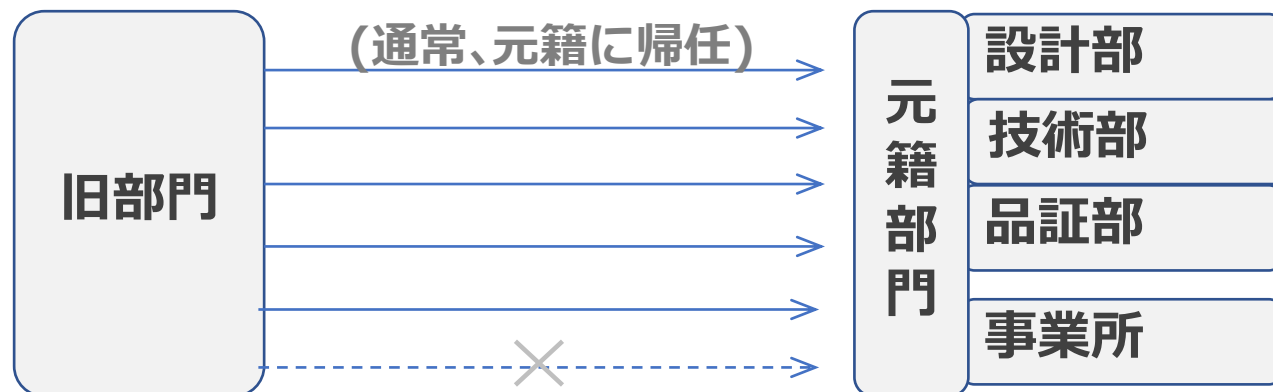 (通常、元籍に帰任)
旧部門
元籍部門
設計部
技術部
品証部
事業所